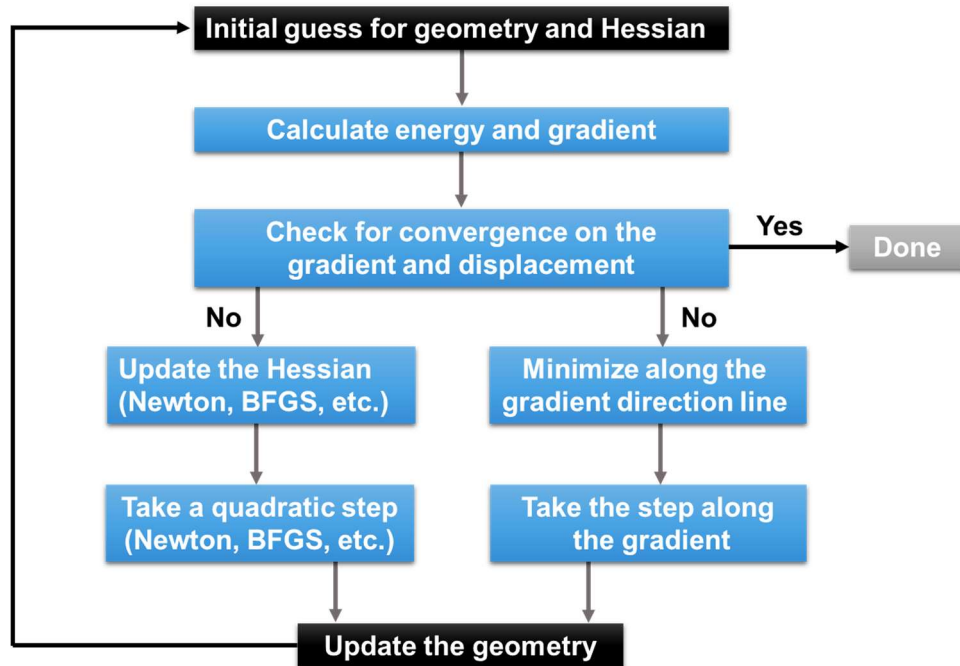 Initial guess for geometry and Hessian
Calculate energy and gradient
Check for convergence on the
gradient and displacement
Yes
Done
No
No
Update the Hessian
(Newton, BFGS, etc.)
Minimize along the
gradient direction line
Take a quadratic step
(Newton, BFGS, etc.)
Take the step along
the gradient
Update the geometry